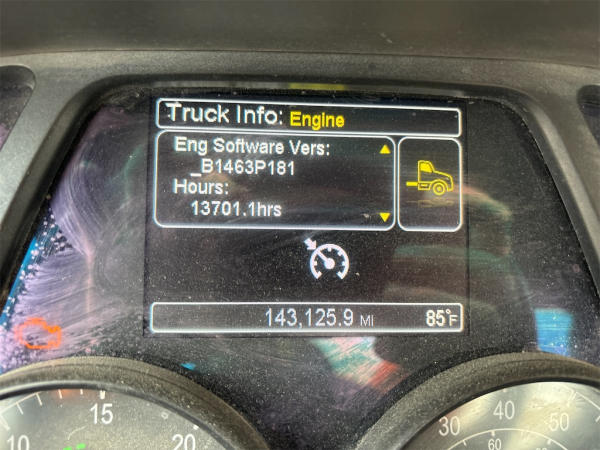 Truck Info: Engine
Eng Software Vers:
_B1463P181
Hours:
13701.1hrs
143,125.9 MI 85°F
10 15 20
30 40 50
60